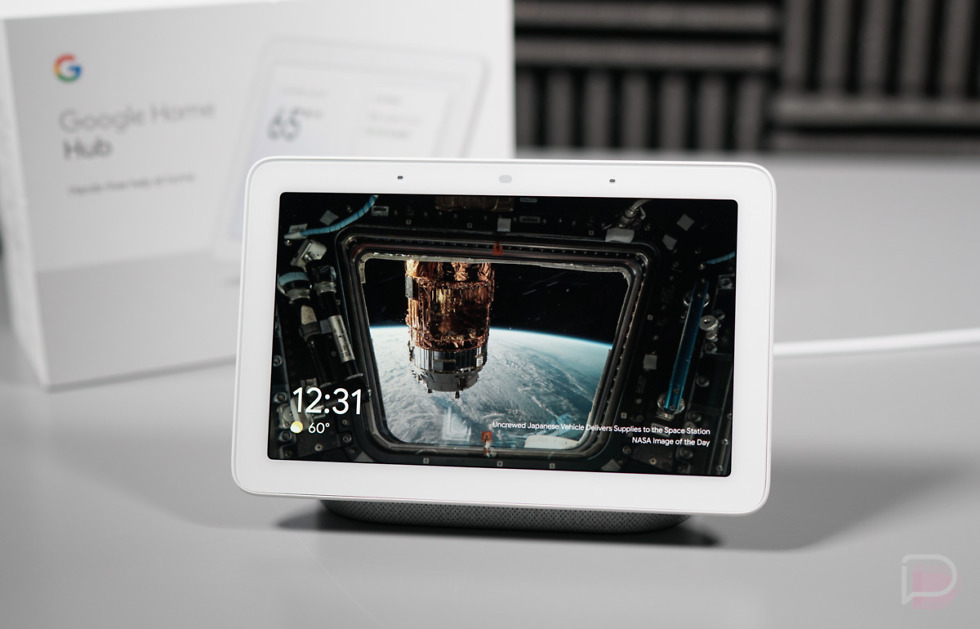 Google Home
Hub
65
12:31
60°
Uncrewed Japanese Vehicle Delivers Supplies to the Space Station
NASA Image of the Day